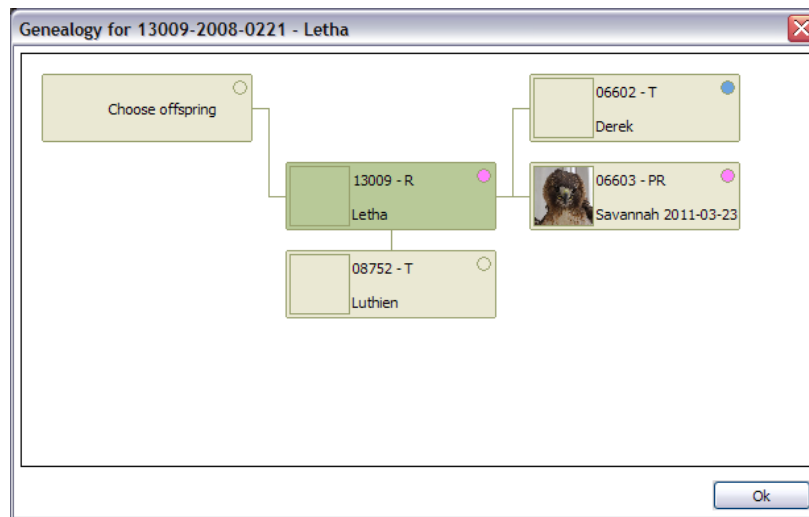 Genealogy for 13009-2008-0221 - Letha
Choose offspring
06602 - T
Derek
13009 - R
Letha
06603 - PR
Savannah 2011-03-23
08752 - T
Luthien
Ok